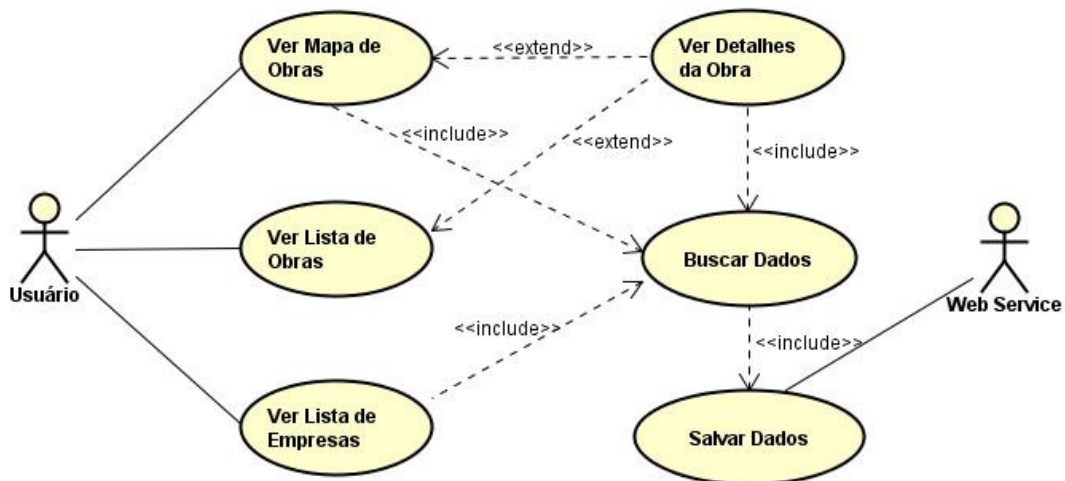 Ver Mapa de
Obras
<<extend>>
Ver Detalhes
da Obra
<<include>>
<<extend>>
<<include>>
Usuário
Ver Lista de
Obras
Buscar Dados
Web Service
<<include>>
<<include>>
Ver Lista de
Empresas
Salvar Dados